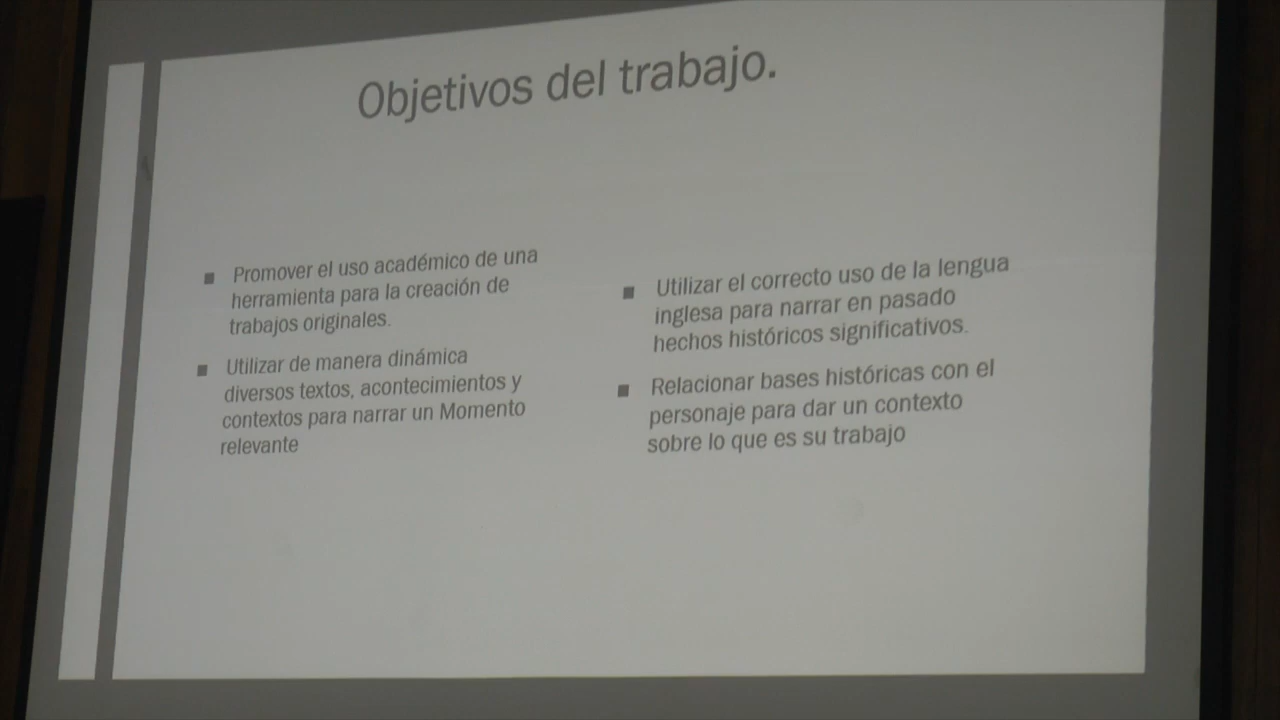 Objetivos del trabajo.
Promover el uso académico de una
herramienta para la creación de
trabajos originales.
Utilizar de manera dinámica
diversos textos, acontecimientos y
contextos para narrar un Momento
relevante
Utilizar el correcto uso de la lengua
inglesa para narrar en pasado
hechos históricos significativos.
Relacionar bases históricas con el
personaje para dar un contexto
sobre lo que es su trabajo